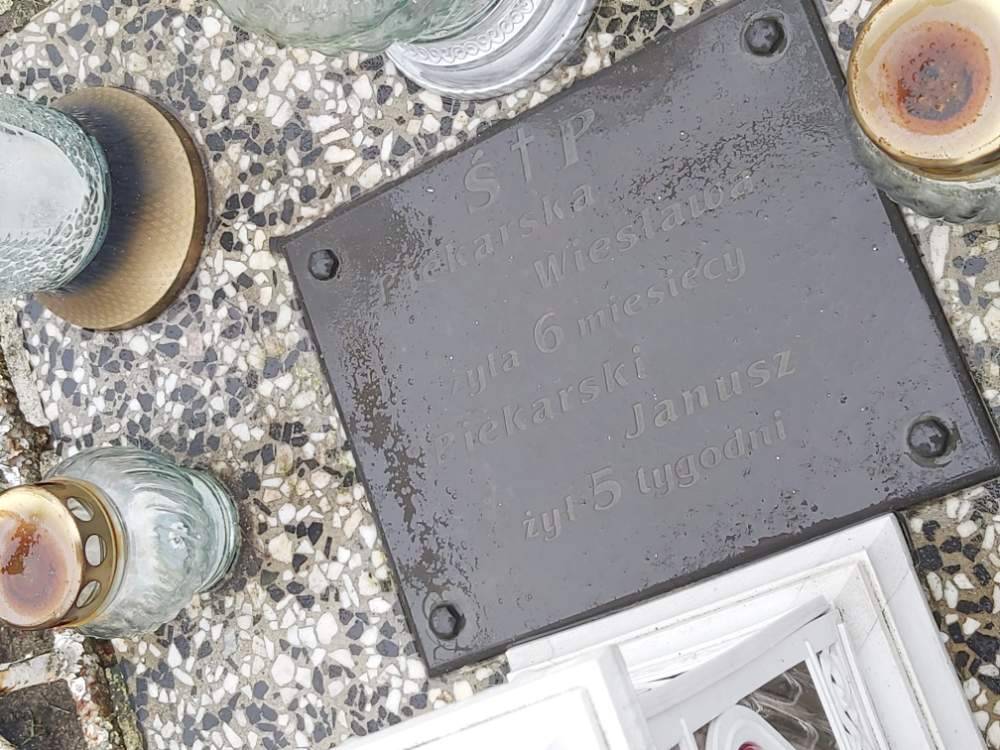 Ś † P
Piekarska
Wiesława
żyła 6 miesięcy
Piekarski
Janusz
żył 5 tygodni